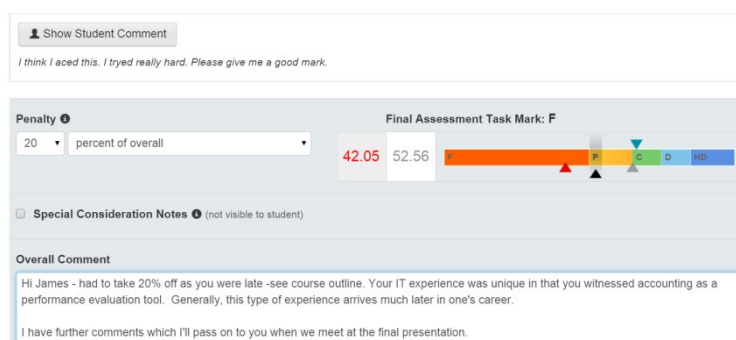 Show Student Comment
I think I aced this. I tryed really hard. Please give me a good mark.
Penalty
Final Assessment Task Mark: F
20 percent of overall
42.05 52.56 F P C D HD
Special Consideration Notes (not visible to student)
Overall Comment
Hi James - had to take 20% off as you were late -see course outline. Your IT experience was unique in that you witnessed accounting as a
performance evaluation tool. Generally, this type of experience arrives much later in one's career.
I have further comments which I'll pass on to you when we meet at the final presentation.